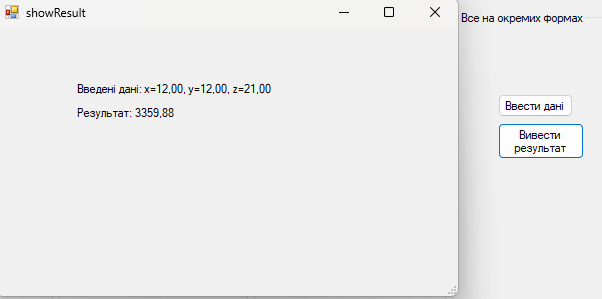 showResult
Введені дані: x=12,00, y=12,00, z=21,00
Результат: 3359,88
Все на окремих формах
Ввести дані
Вивести
результат